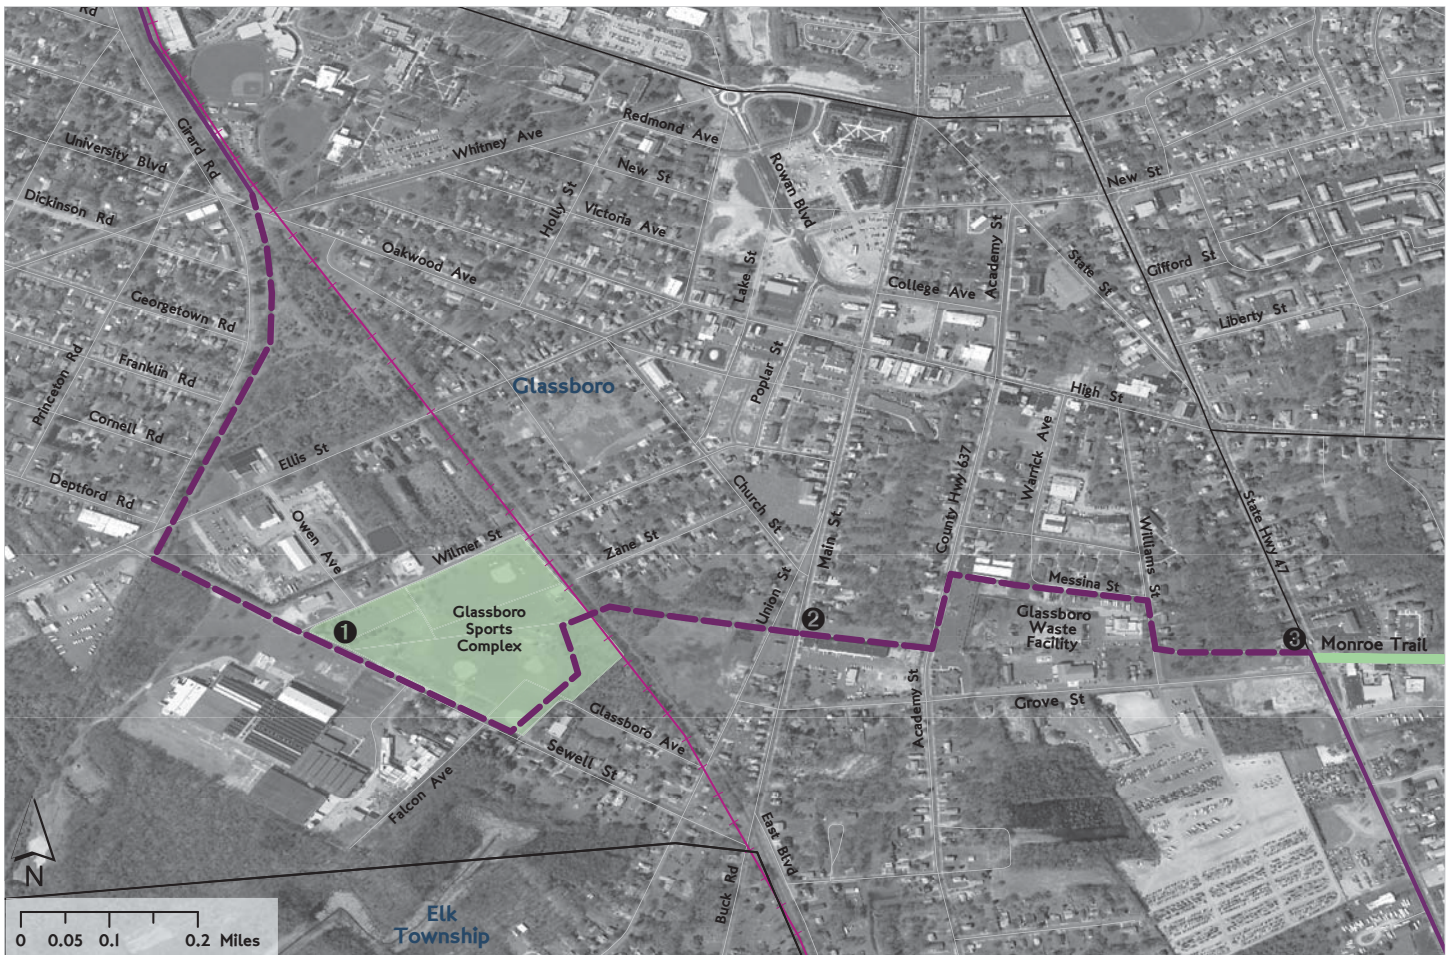 Rd
Girard Rd
University Blvd
Dickinson Rd
Whitney Ave
Redmond Ave
New St
Holly St
Victoria Ave
Oakwood Ave
Rowan Blvd
Lake St
Academy St
College Ave
State St
New St
Gifford St
Liberty St
Georgetown Rd
Franklin Rd
Princeton Rd
Cornell Rd
Deptford Rd
Glassboro
Poplar St
High St
Warrick Ave
Ellis St
Owen Ave
Wilmer St
Zane St
Church St
Main St
County Hwy 637
Williams St
State Hwy 47
Union St
Messina St
Glassboro
Sports
Complex
Glassboro
Waste
Facility
1
2
3
Monroe Trail
Grove St
Academy St
Glassboro Ave
Sewell St
Falcon Ave
East Blvd
Buck Rd
Elk
Township
N
0 0.05 0.1 0.2 Miles